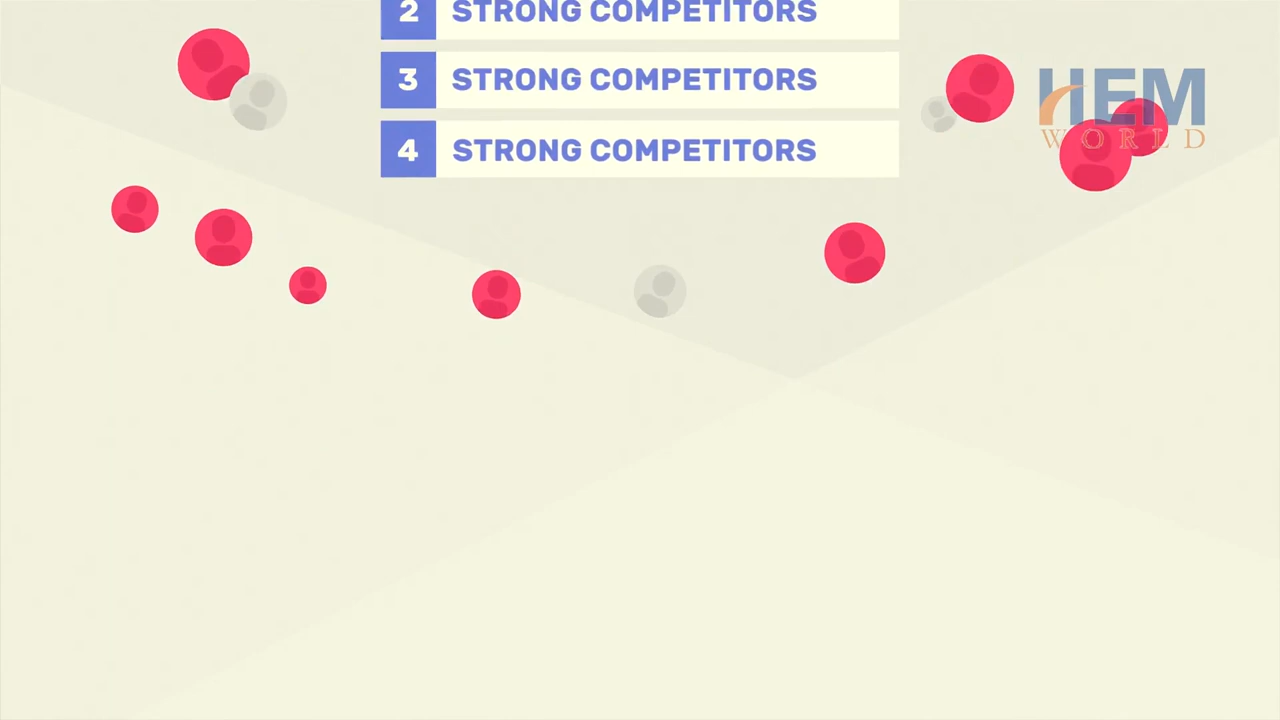 2 STRONG COMPETITORS
3 STRONG COMPETITORS
4 STRONG COMPETITORS
HEM
WORLD